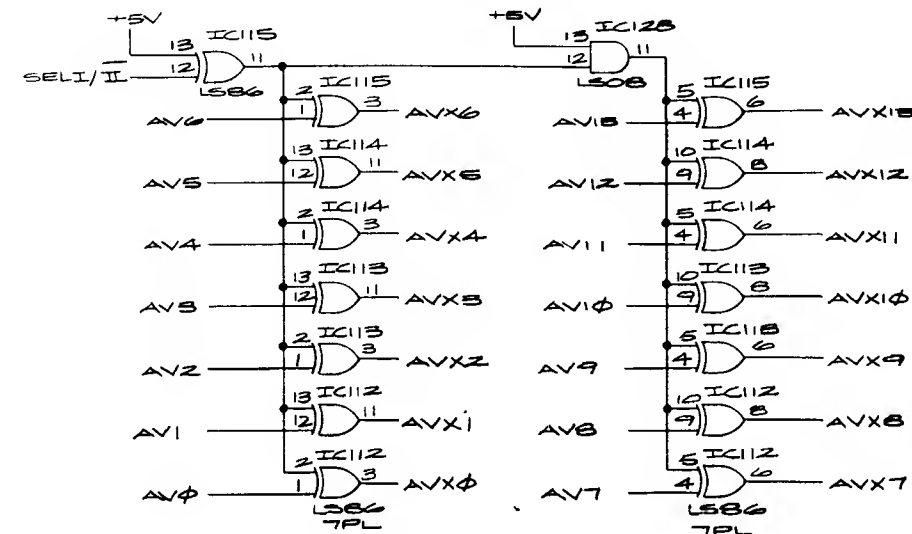 +5V
IC115
13
11
SELI/II
12
LS86
+5V
IC128
13
11
12
LS08
IC115
2
3
AVX6
1
AV6
IC114
13
11
AVX5
12
AV5
IC114
2
3
AVX4
1
AV4
IC113
13
11
AVX3
12
AV3
IC113
2
3
AVX2
1
AV2
IC112
13
11
AVX1
12
AV1
IC112
2
3
AVXφ
1
AVφ
LS86
7PL
IC115
5
6
AVX13
4
AV13
IC114
10
8
AVX12
9
AV12
IC114
5
6
AVX11
4
AV11
IC113
10
8
AVX1φ
9
AV1φ
IC113
5
6
AVX9
4
AV9
IC112
10
8
AVX8
9
AV8
IC112
5
6
AVX7
4
AV7
LS86
7PL